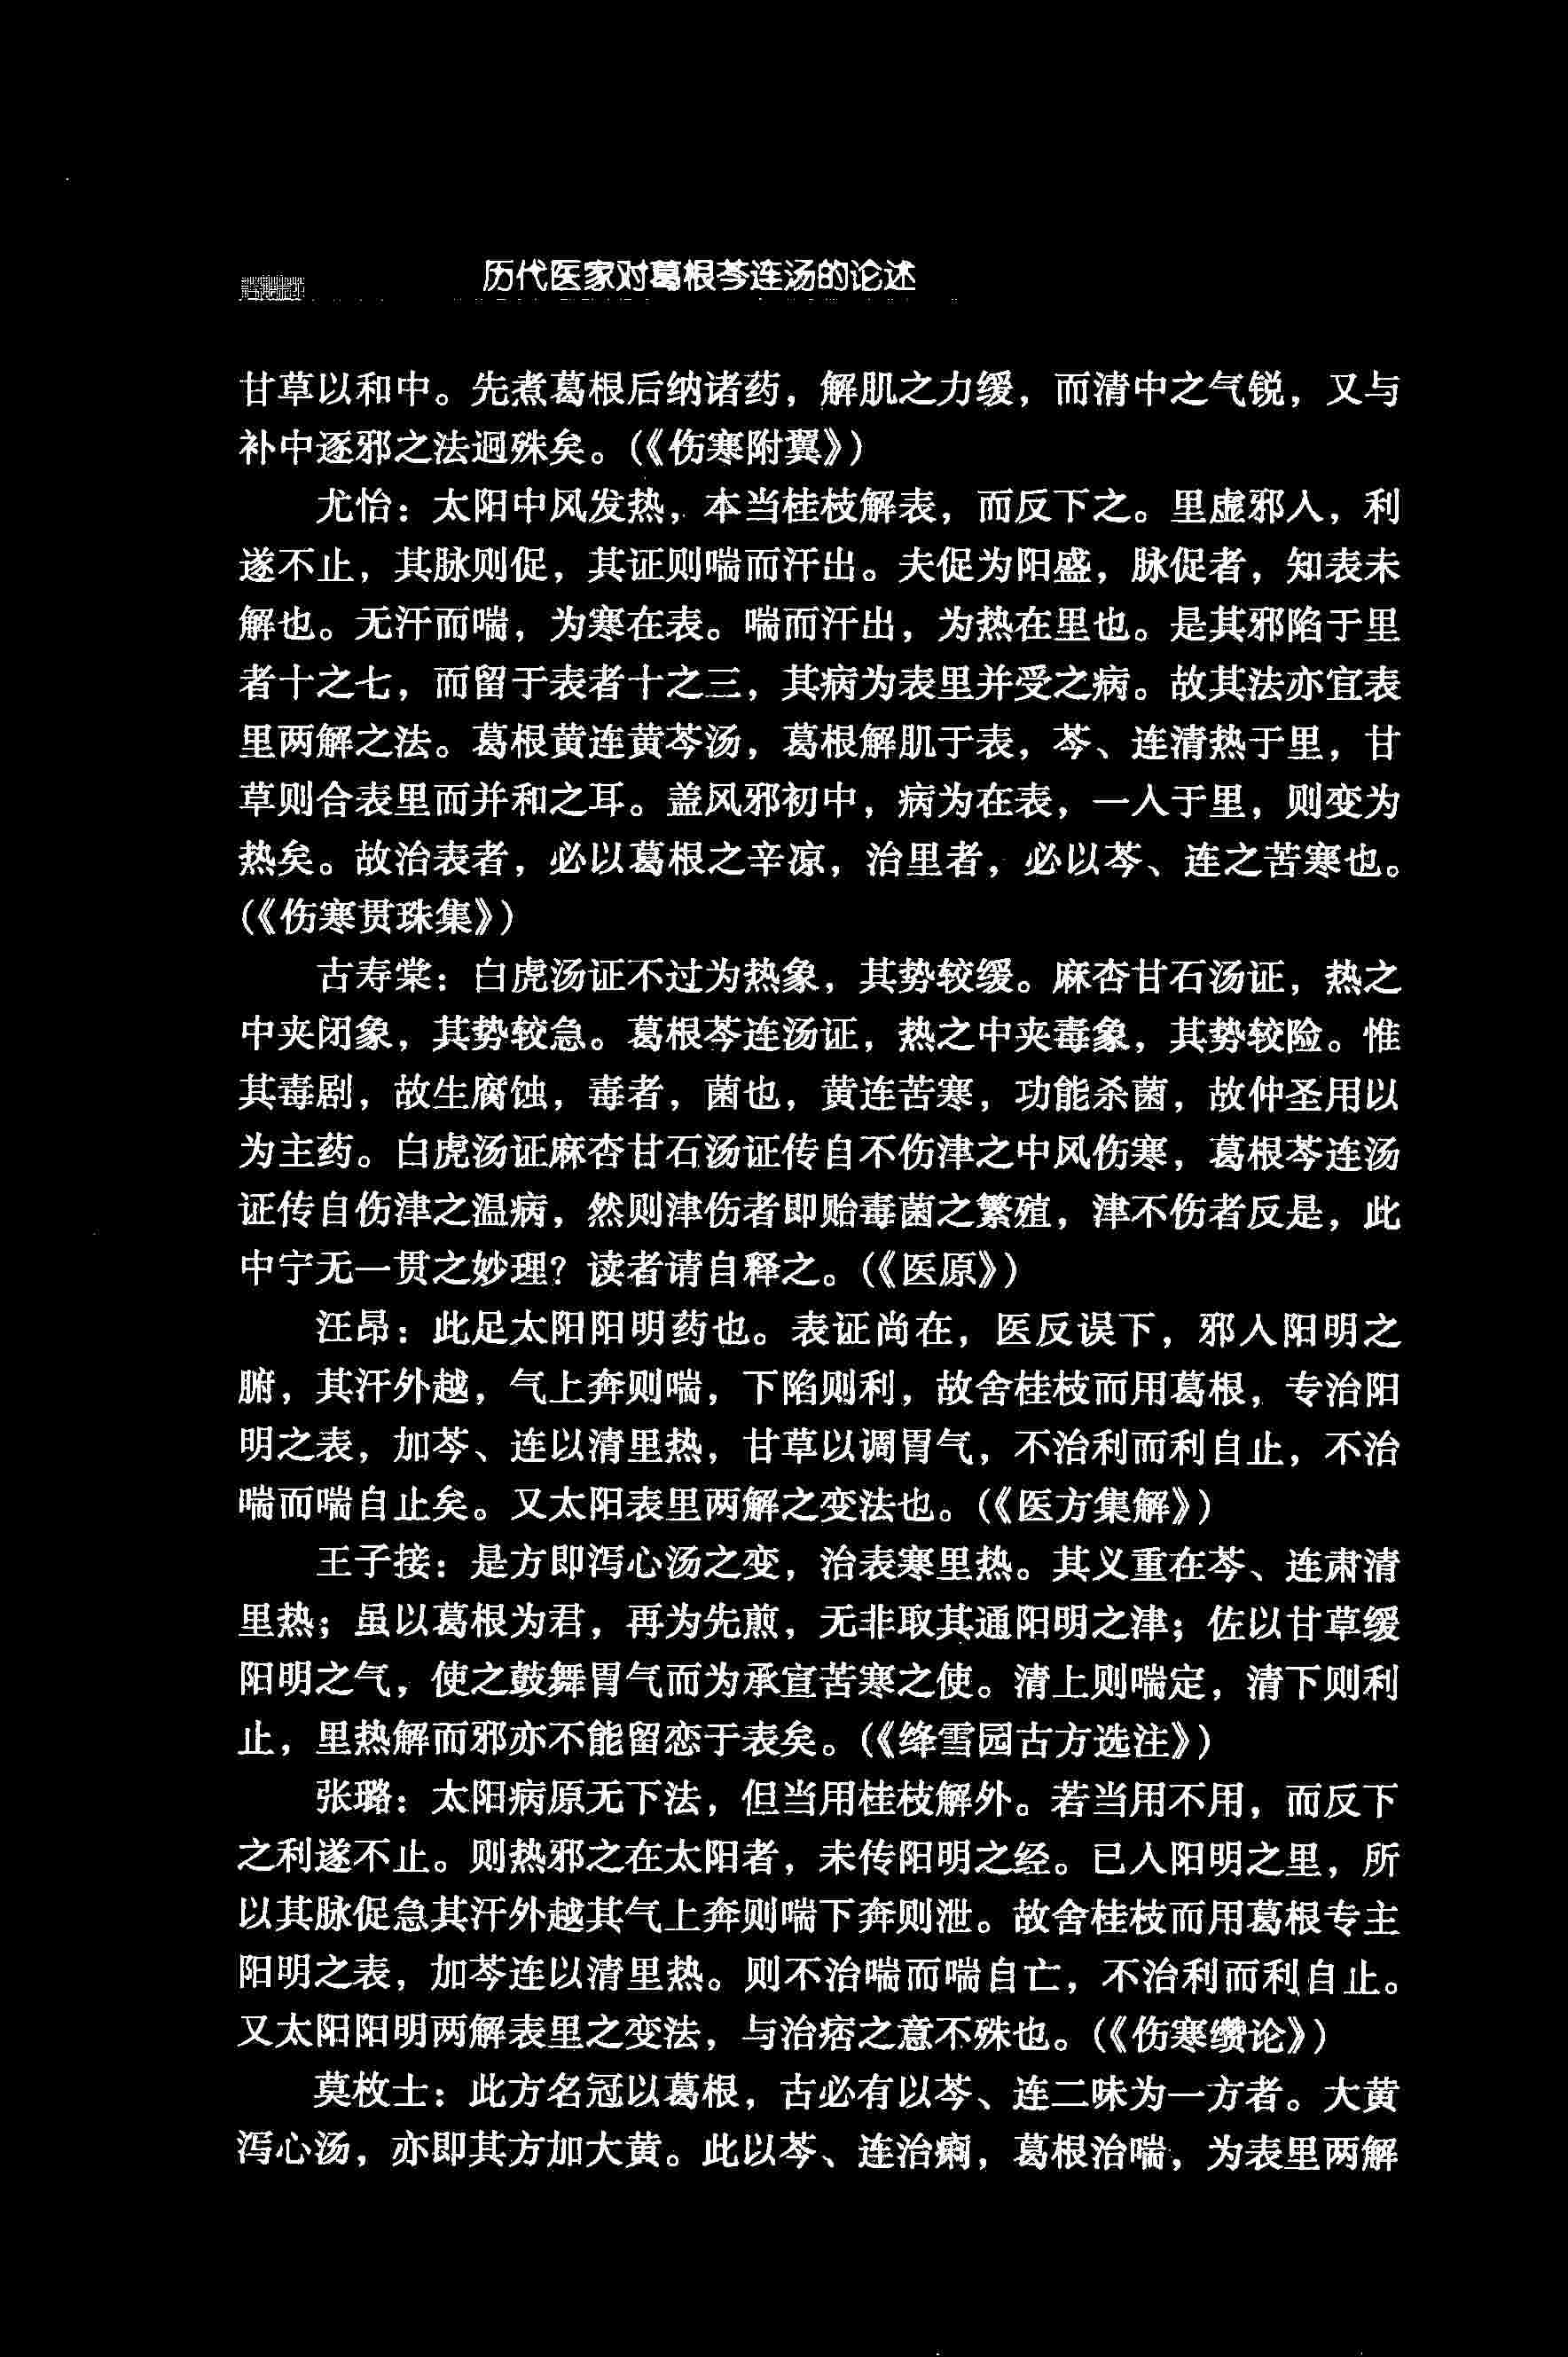 历代医家对葛根芩连汤的论述
甘草以和中。先煮葛根后纳诸药，解肌之力缓，而清中之气锐，又与
补中逐邪之法迥殊矣。(《伤寒附翼》)
尤怡：太阳中风发热，本当桂枝解表，而反下之。里虚邪入，利
遂不止，其脉则促，其证则喘而汗出。夫促为阳盛，脉促者，知表未
解也。无汗而喘，为寒在表。喘而汗出，为热在里也。是其邪陷于里
者十之七，而留于表者十之三，其病为表里并受之病。故其法亦宜表
里两解之法。葛根黄连黄芩汤，葛根解肌于表，芩、连清热于里，甘
草则合表里而并和之耳。盖风邪初中，病为在表，一入于里，则变为
热矣。故治表者，必以葛根之辛凉，治里者，必以芩、连之苦寒也。
(《伤寒贯珠集》)
古寿棠：白虎汤证不过为热象，其势较缓。麻杏甘石汤证，热之
中夹闭象，其势较急。葛根芩连汤证，热之中夹毒象，其势较险。惟
其毒剧，故生腐蚀，毒者，菌也，黄连苦寒，功能杀菌，故仲圣用以
为主药。白虎汤证麻杏甘石汤证传自不伤津之中风伤寒，葛根芩连汤
证传自伤津之温病，然则津伤者即贻毒菌之繁殖，津不伤者反是，此
中宁无一贯之妙理？读者请自释之。(《医原》)
汪昂：此足太阳阳明药也。表证尚在，医反误下，邪入阳明之
腑，其汗外越，气上奔则喘，下陷则利，故舍桂枝而用葛根，专治阳
明之表，加芩、连以清里热，甘草以调胃气，不治利而利自止，不治
喘而喘自止矣。又太阳表里两解之变法也。(《医方集解》)
王子接：是方即泻心汤之变，治表寒里热。其义重在芩、连肃清
里热；虽以葛根为君，再为先煎，无非取其通阳明之津；佐以甘草缓
阳明之气，使之鼓舞胃气而为承宣苦寒之使。清上则喘定，清下则利
止，里热解而邪亦不能留恋于表矣。(《绛雪园古方选注》)
张璐：太阳病原无下法，但当用桂枝解外。若当用不用，而反下
之利遂不止。则热邪之在太阳者，未传阳明之经。已入阳明之里，所
以其脉促急其汗外越其气上奔则喘下奔则泄。故舍桂枝而用葛根专主
阳明之表，加芩连以清里热。则不治喘而喘自亡，不治利而利自止。
又太阳阳明两解表里之变法，与治痞之意不殊也。(《伤寒缵论》)
莫枚士：此方名冠以葛根，古必有以芩、连二味为一方者。大黄
泻心汤，亦即其方加大黄。此以芩、连治痢，葛根治喘，为表里两解